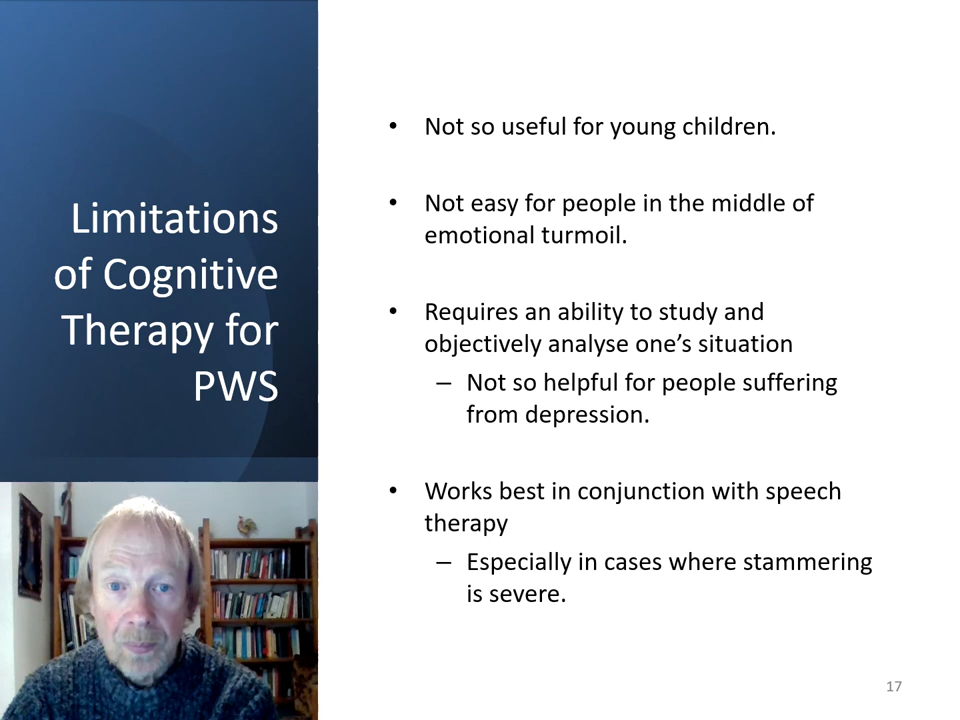 Limitations
of Cognitive
Therapy for
PWS
• Not so useful for young children.
• Not easy for people in the middle of
emotional turmoil.
• Requires an ability to study and
objectively analyse one’s situation
– Not so helpful for people suffering
from depression.
• Works best in conjunction with speech
therapy
– Especially in cases where stammering
is severe.
17